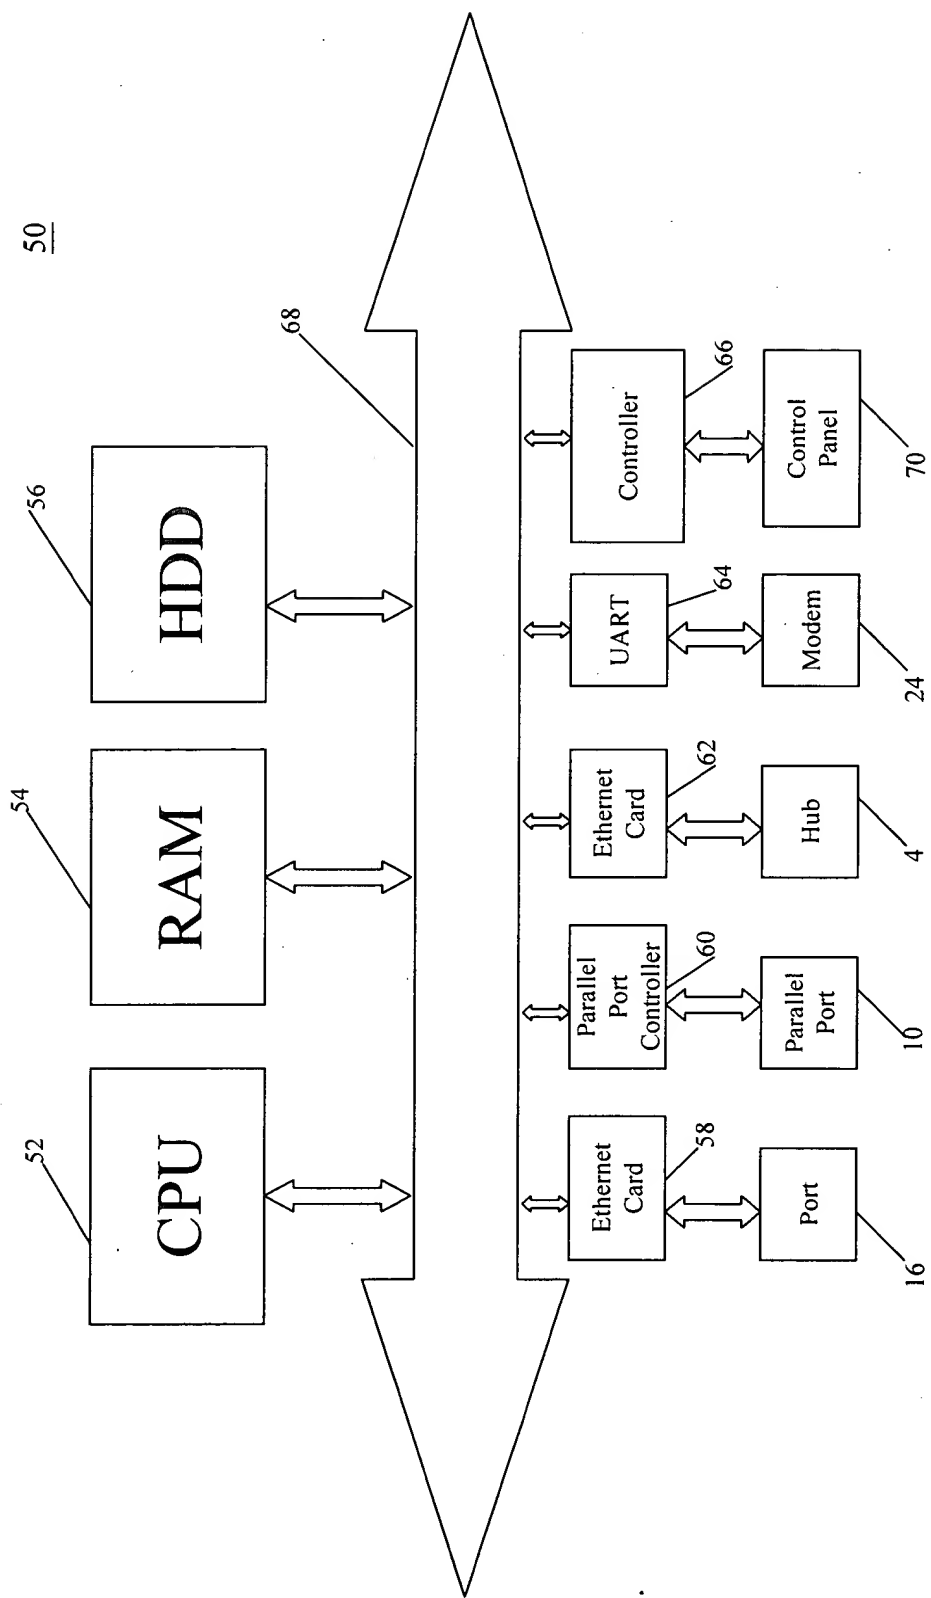 50
52
54
56
CPU
RAM
HDD
68
Ethernet
Card
Parallel
Port
Controller
Ethernet
Card
UART
Controller
58
60
62
64
66
Port
Parallel
Port
Hub
Modem
Control
Panel
16
10
4
24
70